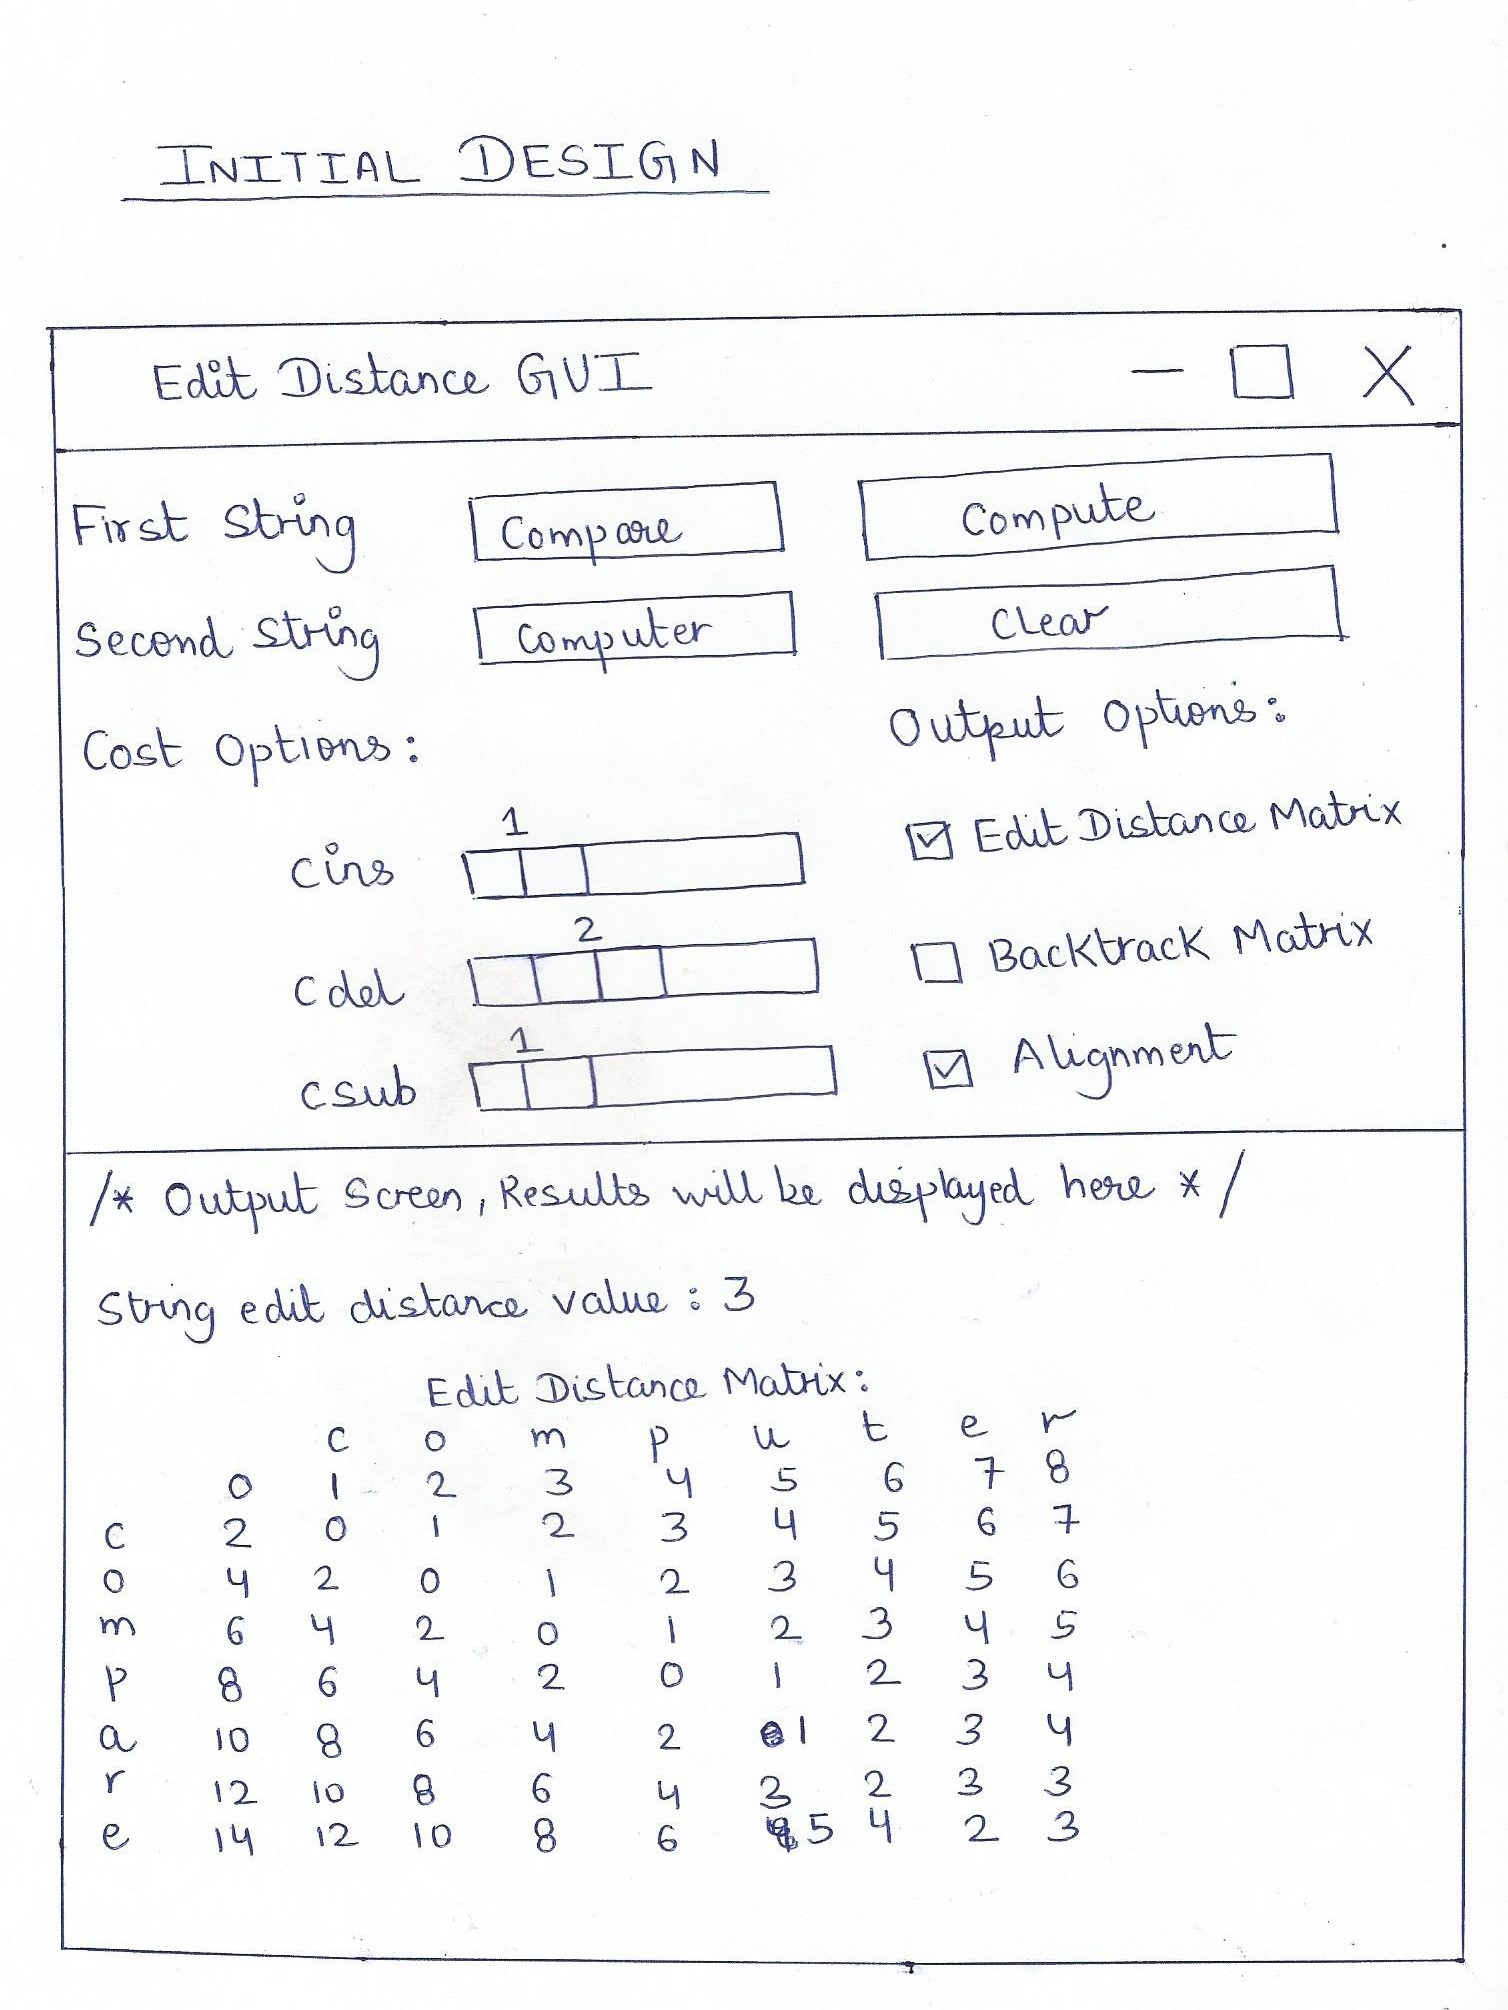 INITIAL DESIGN
Edit Distance GUI – □ X
First String Compare Compute
Second String Computer Clear
Cost Options: Output Options:
1
cins ☑ Edit Distance Matrix
2
cdel ☐ Backtrack Matrix
1
csub ☑ Alignment
/* Output Screen, Results will be displayed here */
String edit distance value : 3
Edit Distance Matrix:
c o m p u t e r
0 1 2 3 4 5 6 7 8
c 2 0 1 2 3 4 5 6 7
o 4 2 0 1 2 3 4 5 6
m 6 4 2 0 1 2 3 4 5
p 8 6 4 2 0 1 2 3 4
a 10 8 6 4 2 1 2 3 4
r 12 10 8 6 4 3 2 3 3
e 14 12 10 8 6 5 4 2 3